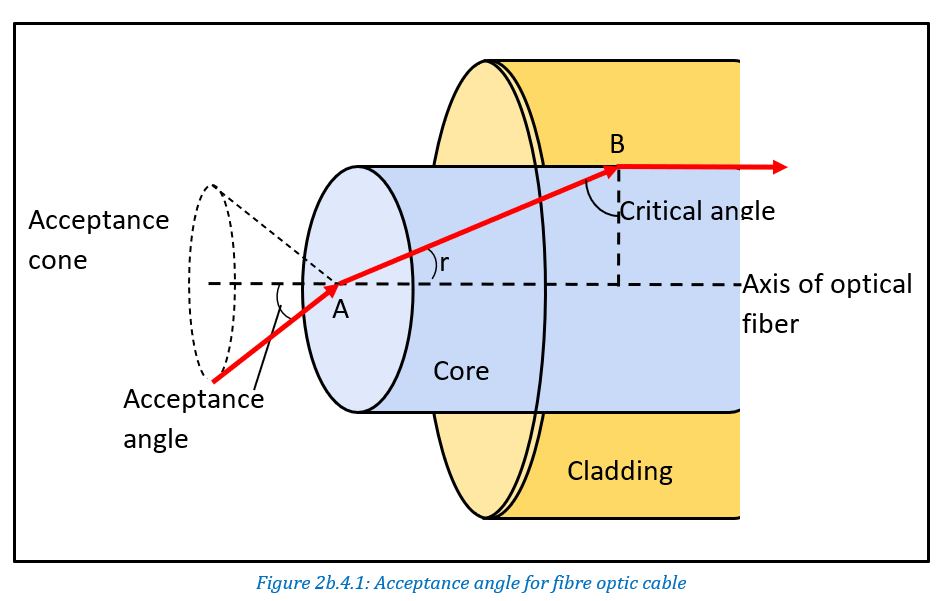 B
Acceptance
cone
Critical angle
r
Axis of optical
fiber
A
Core
Acceptance
angle
Cladding
Figure 2b.4.1: Acceptance angle for fibre optic cable